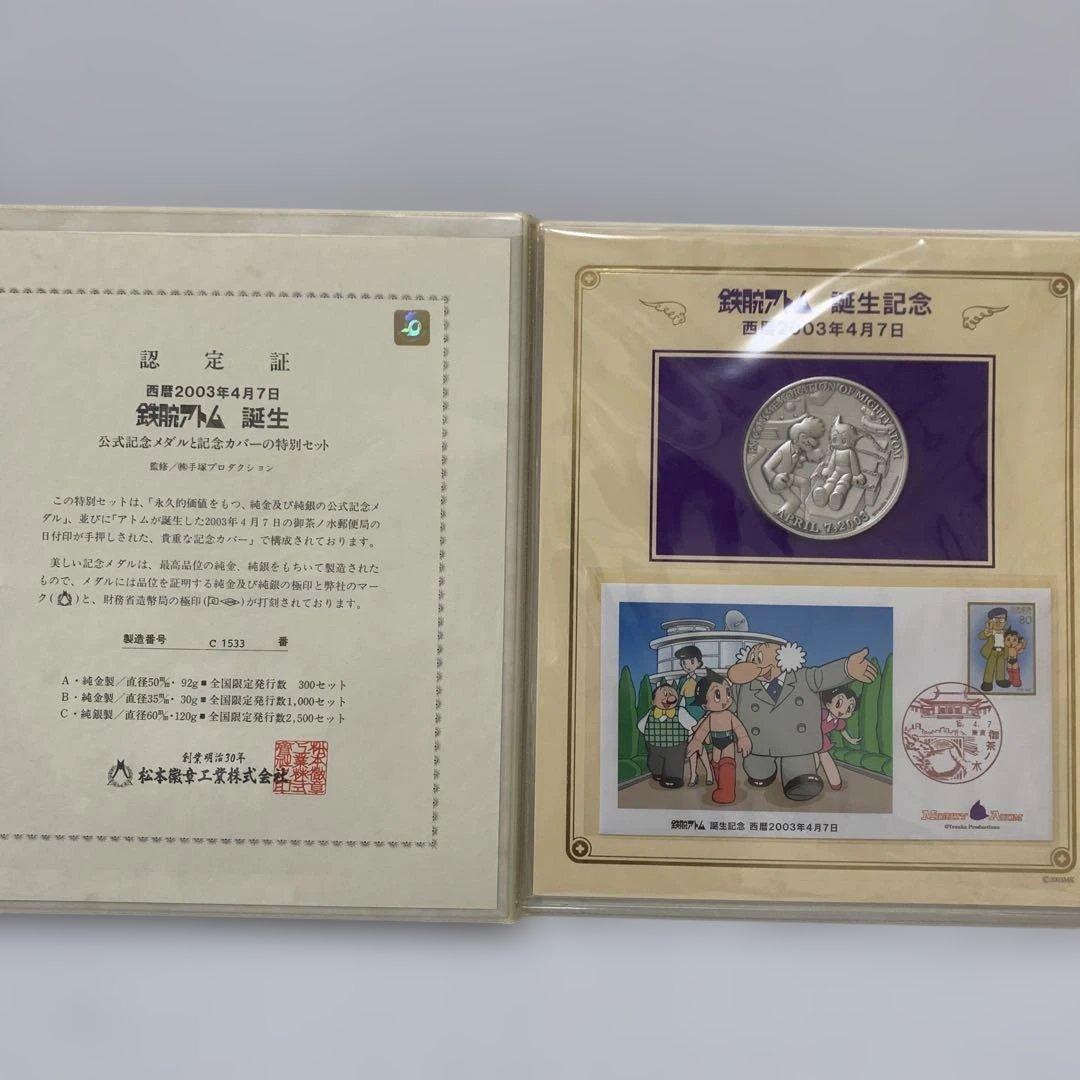 認定証
西暦2003年4月7日
鉄腕アトム 誕生
公式記念メダルと記念カバーの特別セット
監修/㈱手塚プロダクション
この特別セットは、「永久的価値をもつ、純金及び純銀の公式記念メ
ダル」、並びに「アトムが誕生した2003年4月7日の御茶ノ水郵便局の
日付印が手押しされた、貴重な記念カバー」で構成されております。
美しい記念メダルは、最高品位の純金、純銀をもちいて製造された
もので、メダルには品位を証明する純金及び純銀の極印と弊社のマー
ク( )と、財務省造幣局の極印( )が打刻されております。
製造番号 C 1533 番
A・純金製/直径50㎜・ 92g■全国限定発行数 300セット
B・純金製/直径35㎜・ 30g■全国限定発行数1,000セット
C・純銀製/直径60㎜・120g■全国限定発行数2,500セット
創業明治30年
松本徽章工業株式会社
鉄腕アトム 誕生記念
西暦2003年4月7日
IN COMMEMORATION OF MIGHTY ATOM
APRIL 7, 2003
80
15.4.7
東京
御茶ノ水
鉄腕アトム 誕生記念 西暦2003年4月7日
MIGHTY ATOM
©Tezuka Productions